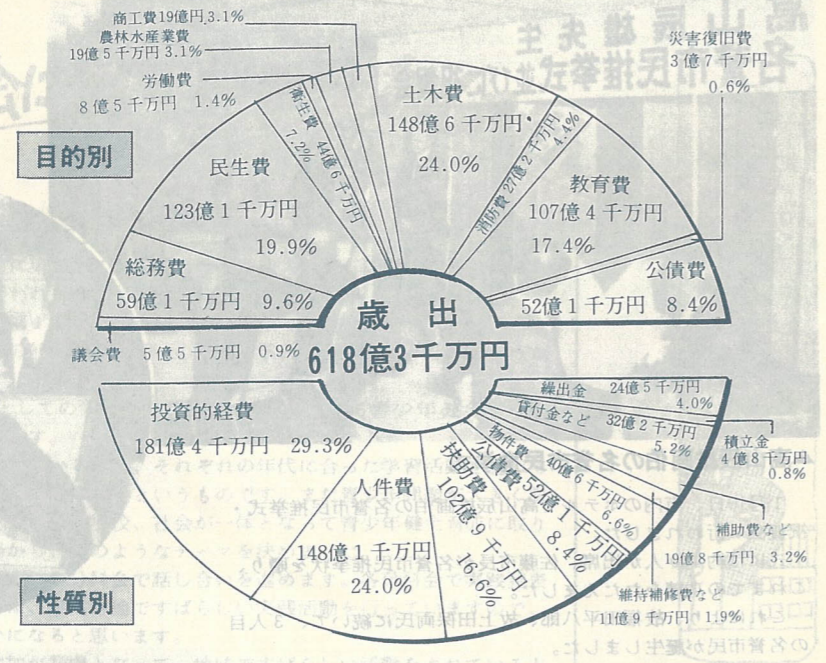 商工費19億円3.1%
農林水産業費
19億5千万円3.1%
労働費
8億5千万円 1.4%
災害復旧費
3億7千万円
0.6%
目的別
衛生費 44億6千万円
7.2%
土木費
148億6千万円
24.0%
消防費 27億2千万円
4.4%
民生費
123億1千万円
19.9%
教育費
107億4千万円
17.4%
総務費
59億1千万円 9.6%
公債費
52億1千万円 8.4%
議会費 5億5千万円 0.9%
歳出
618億3千万円
投資的経費
181億4千万円 29.3%
人件費
148億1千万円
24.0%
扶助費
102億9千万円
16.6%
公債費 52億1千万円
8.4%
物件費 40億6千万円
6.6%
貸付金など 32億2千万円
5.2%
繰出金 24億5千万円
4.0%
積立金
4億8千万円
0.8%
補助費など
19億8千万円 3.2%
維持補修費など
11億9千万円 1.9%
性質別